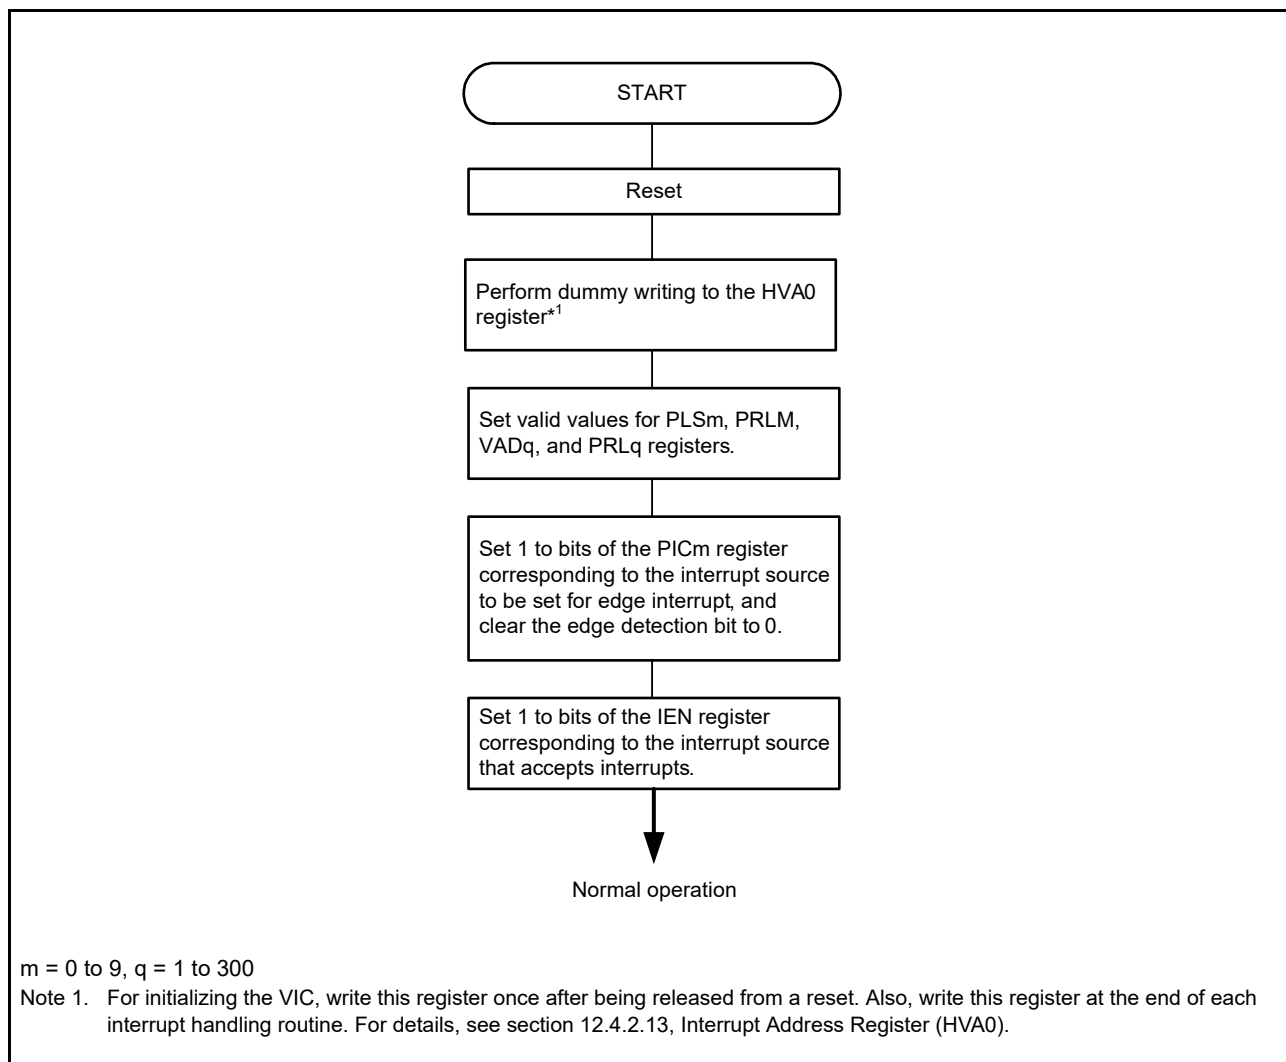 START
Reset
Perform dummy writing to the HVA0
register*1
Set valid values for PLSm, PRLM,
VADq, and PRLq registers.
Set 1 to bits of the PICm register
corresponding to the interrupt source
to be set for edge interrupt, and
clear the edge detection bit to 0.
Set 1 to bits of the IEN register
corresponding to the interrupt source
that accepts interrupts.
Normal operation
m = 0 to 9, q = 1 to 300
Note 1. For initializing the VIC, write this register once after being released from a reset. Also, write this register at the end of each
interrupt handling routine. For details, see section 12.4.2.13, Interrupt Address Register (HVA0).